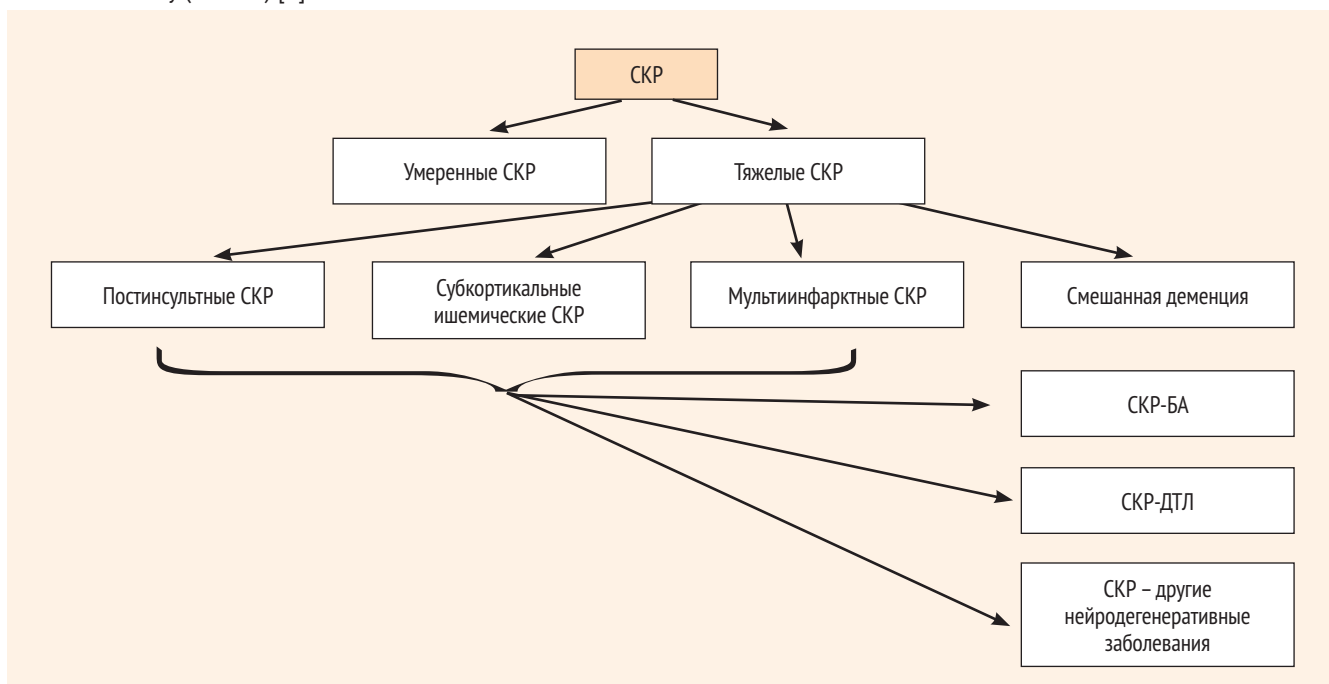 СКР
Умеренные СКР
Тяжелые СКР
Постинсультные СКР
Субкортикальные
ишемические СКР
Мультиинфарктные СКР
Смешанная деменция
СКР-БА
СКР-ДТЛ
СКР – другие
нейродегенеративные
заболевания